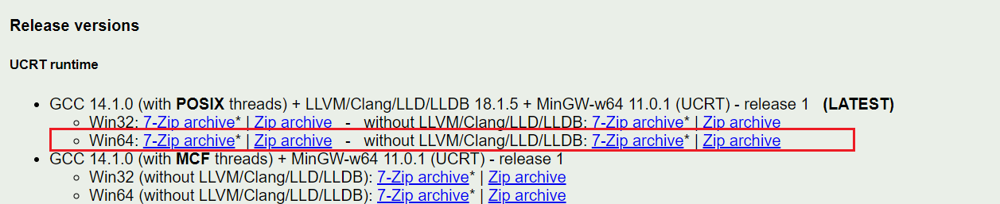 Release versions
UCRT runtime
• GCC 14.1.0 (with POSIX threads) + LLVM/Clang/LLD/LLDB 18.1.5 + MinGW-w64 11.0.1 (UCRT) - release 1 (LATEST)
○ Win32: 7-Zip archive* | Zip archive - without LLVM/Clang/LLD/LLDB: 7-Zip archive* | Zip archive
○ Win64: 7-Zip archive* | Zip archive - without LLVM/Clang/LLD/LLDB: 7-Zip archive* | Zip archive
• GCC 14.1.0 (with MCF threads) + MinGW-w64 11.0.1 (UCRT) - release 1
○ Win32 (without LLVM/Clang/LLD/LLDB): 7-Zip archive* | Zip archive
○ Win64 (without LLVM/Clang/LLD/LLDB): 7-Zip archive* | Zip archive